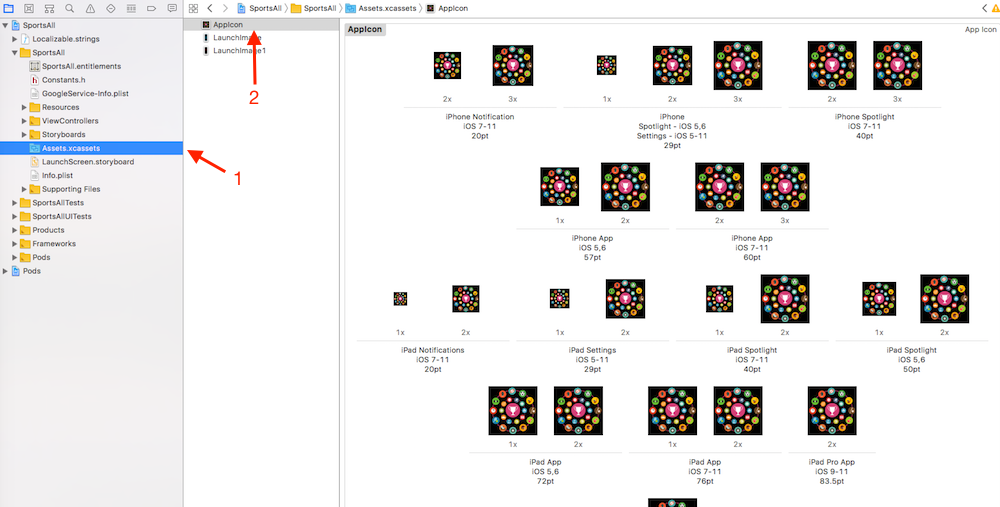 SportsAll
SportsAll
Assets.xcassets
AppIcon
SportsAll
Localizable.strings
SportsAll
SportsAll.entitlements
Constants.h
GoogleService-Info.plist
Resources
ViewControllers
Storyboards
Assets.xcassets
LaunchScreen.storyboard
Info.plist
Supporting Files
SportsAllTests
SportsAllUITests
Products
Frameworks
Pods
Pods
1
AppIcon
LaunchImage
LaunchImage1
2
AppIcon
App Icon
2x 3x
iPhone Notification
iOS 7-11
20pt
1x 2x 3x
iPhone
Spotlight - iOS 5,6
Settings - iOS 5-11
29pt
2x 3x
iPhone Spotlight
iOS 7-11
40pt
1x 2x
iPhone App
iOS 5,6
57pt
2x 3x
iPhone App
iOS 7-11
60pt
1x 2x
iPad Notifications
iOS 7-11
20pt
1x 2x
iPad Settings
iOS 5-11
29pt
1x 2x
iPad Spotlight
iOS 7-11
40pt
1x 2x
iPad Spotlight
iOS 5,6
50pt
1x 2x
iPad App
iOS 5,6
72pt
1x 2x
iPad App
iOS 7-11
76pt
2x
iPad Pro App
iOS 9-11
83.5pt